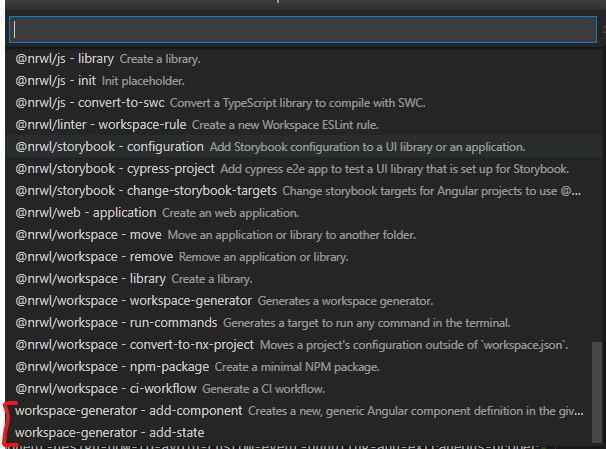 @nrwl/js - library Create a library.
@nrwl/js - init Init placeholder.
@nrwl/js - convert-to-swc Convert a TypeScript library to compile with SWC.
@nrwl/linter - workspace-rule Create a new Workspace ESLint rule.
@nrwl/storybook - configuration Add Storybook configuration to a UI library or an application.
@nrwl/storybook - cypress-project Add cypress e2e app to test a UI library that is set up for Storybook.
@nrwl/storybook - change-storybook-targets Change storybook targets for Angular projects to use @...
@nrwl/web - application Create an web application.
@nrwl/workspace - move Move an application or library to another folder.
@nrwl/workspace - remove Remove an application or library.
@nrwl/workspace - library Create a library.
@nrwl/workspace - workspace-generator Generates a workspace generator.
@nrwl/workspace - run-commands Generates a target to run any command in the terminal.
@nrwl/workspace - convert-to-nx-project Moves a project's configuration outside of `workspace.json`.
@nrwl/workspace - npm-package Create a minimal NPM package.
@nrwl/workspace - ci-workflow Generate a CI workflow.
workspace-generator - add-component Creates a new, generic Angular component definition in the giv...
workspace-generator - add-state